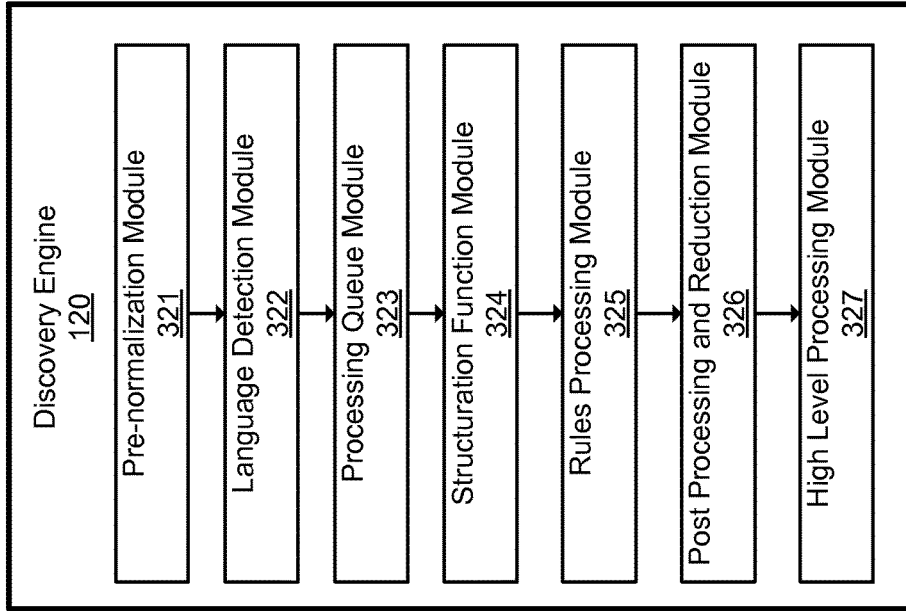 Discovery Engine
120
Pre-normalization Module
321
Language Detection Module
322
Processing Queue Module
323
Structuration Function Module
324
Rules Processing Module
325
Post Processing and Reduction Module
326
High Level Processing Module
327